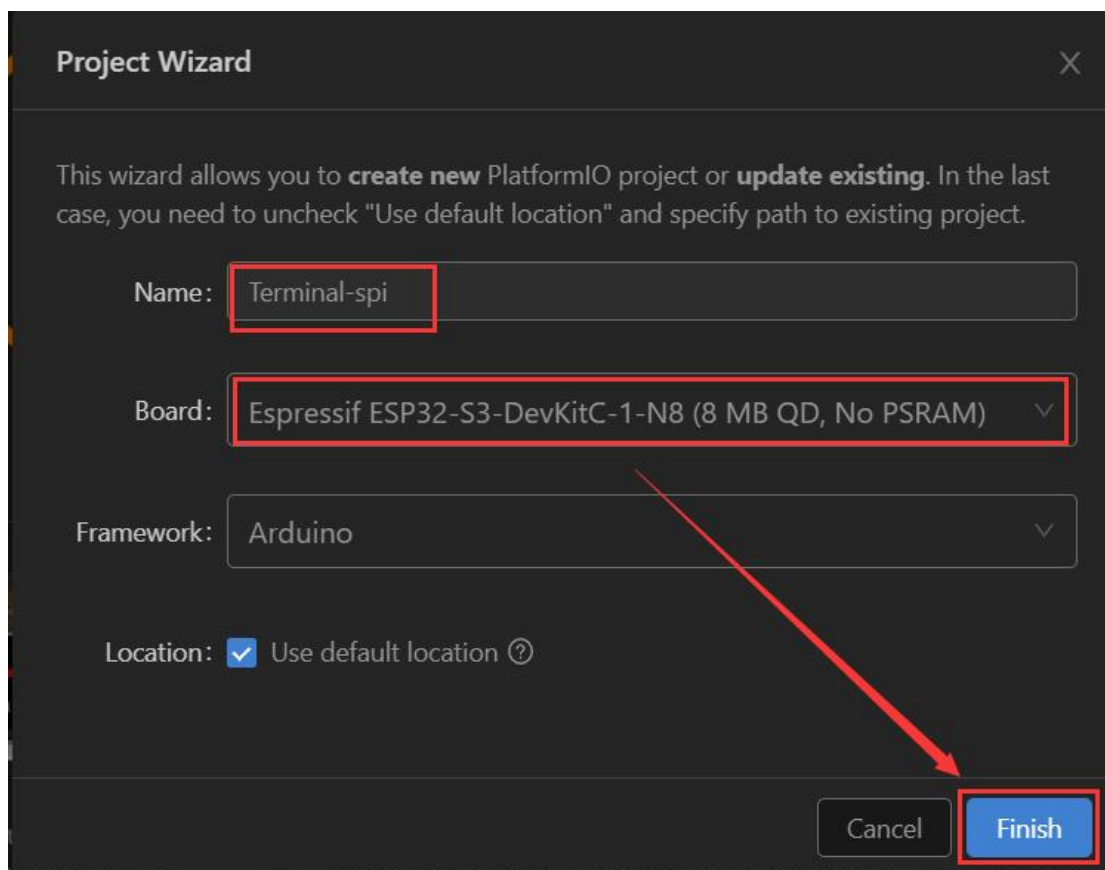 Project Wizard
This wizard allows you to create new PlatformIO project or update existing. In the last
case, you need to uncheck "Use default location" and specify path to existing project.
Name: Terminal-spi
Board: Espressif ESP32-S3-DevKitC-1-N8 (8 MB QD, No PSRAM)
Framework: Arduino
Location: Use default location
Cancel Finish